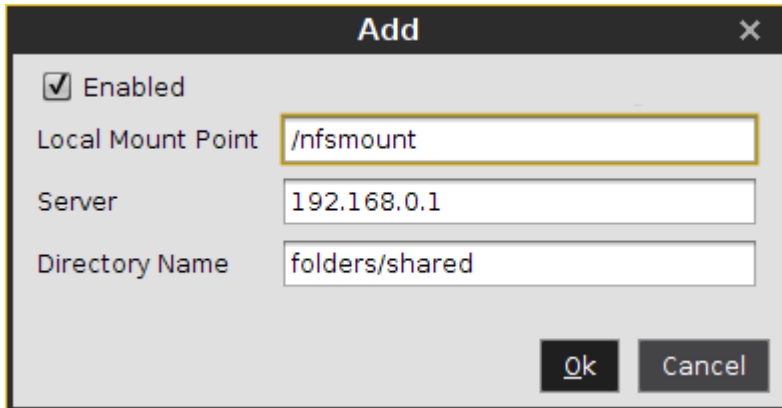 Add
Enabled
Local Mount Point /nfsmount
Server 192.168.0.1
Directory Name folders/shared
Ok Cancel